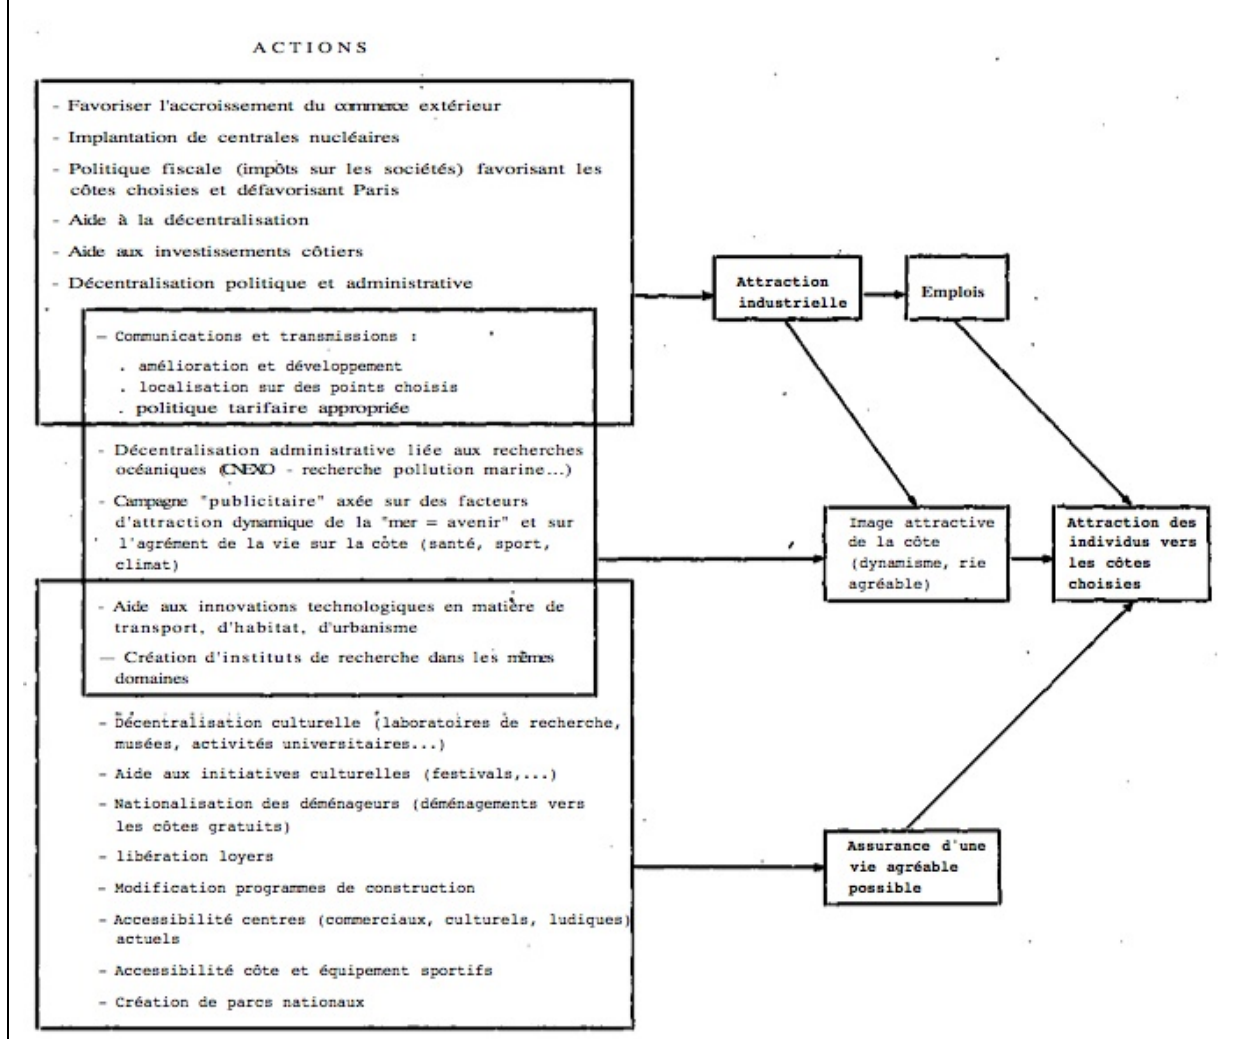 ACTIONS
- Favoriser l'accroissement du commerce extérieur
- Implantation de centrales nucléaires
- Politique fiscale (impôts sur les sociétés) favorisant les
côtes choisies et défavorisant Paris
- Aide à la décentralisation
- Aide aux investissements côtiers
- Décentralisation politique et administrative
— Communications et transmissions :
. amélioration et développement
. localisation sur des points choisis
. politique tarifaire appropriée
- Décentralisation administrative liée aux recherches
océaniques (CNEXO - recherche pollution marine...)
- Campagne "publicitaire" axée sur des facteurs
d'attraction dynamique de la "mer = avenir" et sur
l'agrément de la vie sur la côte (santé, sport,
climat)
- Aide aux innovations technologiques en matière de
transport, d'habitat, d'urbanisme
— Création d'instituts de recherche dans les mêmes
domaines
- Décentralisation culturelle (laboratoires de recherche,
musées, activités universitaires...)
- Aide aux initiatives culturelles (festivals,...)
- Nationalisation des déménageurs (déménagements vers
les côtes gratuits)
- libération loyers
- Modification programmes de construction
- Accessibilité centres (commerciaux, culturels, ludiques)
actuels
- Accessibilité côte et équipement sportifs
- Création de parcs nationaux
Attraction
industrielle
Emplois
Image attractive
de la côte
(dynamisme, rie
agréable)
Attraction des
individus vers
les côtes
choisies
Assurance d'une
vie agréable
possible